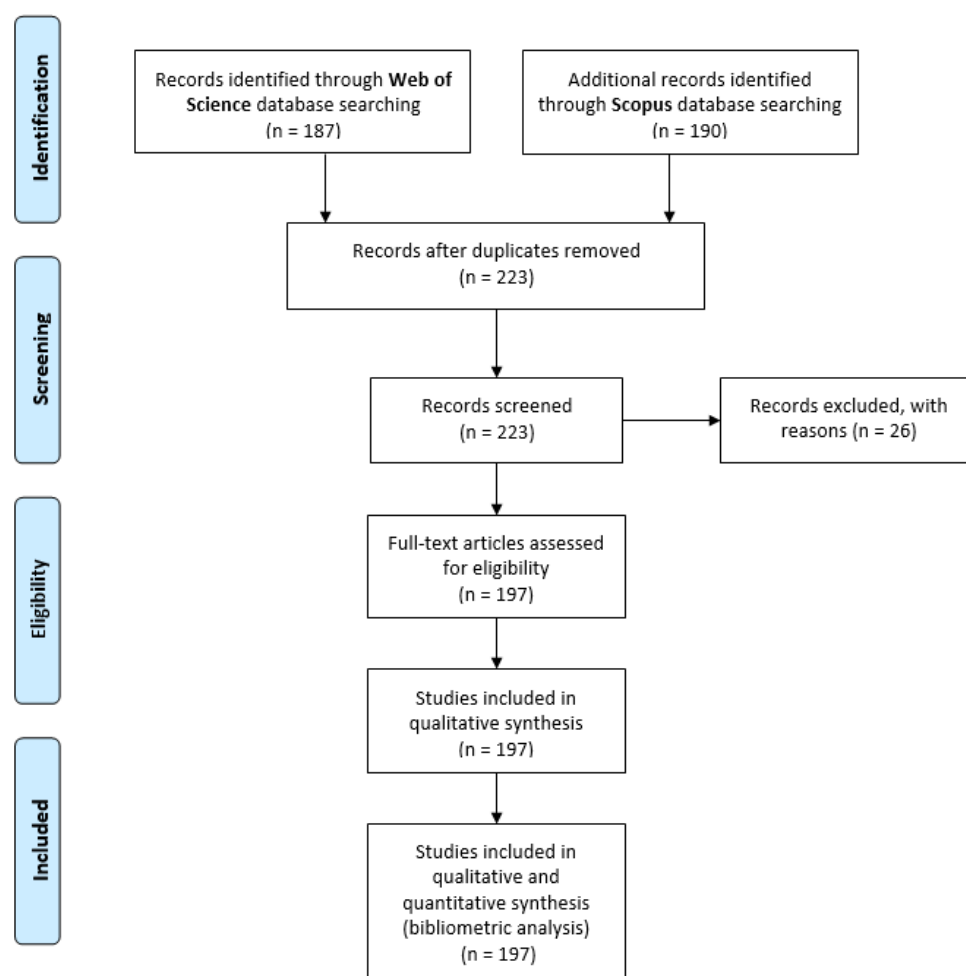 Identification
Records identified through Web of
Science database searching
(n = 187)
Additional records identified
through Scopus database searching
(n = 190)
Records after duplicates removed
(n = 223)
Screening
Records screened
(n = 223)
Records excluded, with
reasons (n = 26)
Eligibility
Full-text articles assessed
for eligibility
(n = 197)
Studies included in
qualitative synthesis
(n = 197)
Included
Studies included in
qualitative and
quantitative synthesis
(bibliometric analysis)
(n = 197)